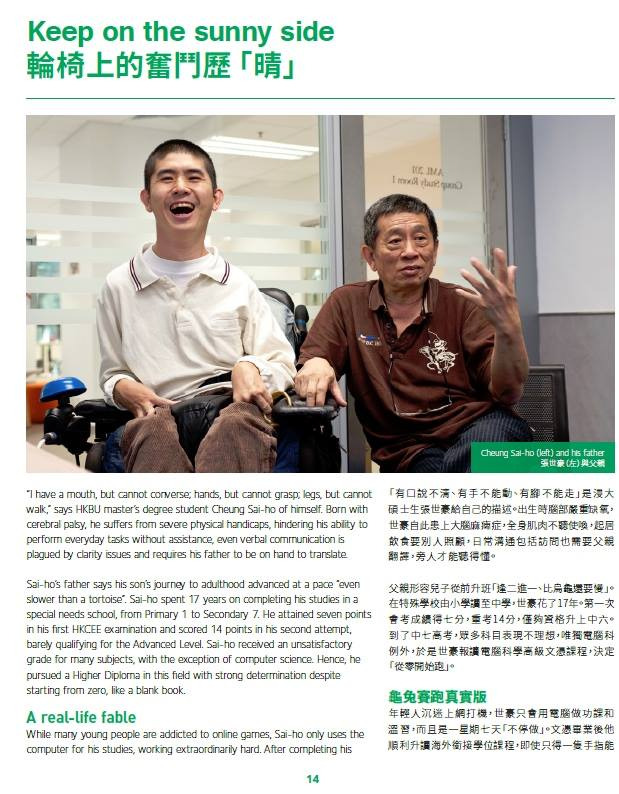 Keep on the sunny side
輪椅上的奮鬥歷「晴」
AML 201
Group Study Room 1
Cheung Sai-ho (left) and his father
張世豪 (左) 與父親
"I have a mouth, but cannot converse; hands, but cannot grasp; legs, but cannot
walk," says HKBU master's degree student Cheung Sai-ho of himself. Born with
cerebral palsy, he suffers from severe physical handicaps, hindering his ability to
perform everyday tasks without assistance, even verbal communication is
plagued by clarity issues and requires his father to be on hand to translate.
Sai-ho's father says his son's journey to adulthood advanced at a pace "even
slower than a tortoise". Sai-ho spent 17 years on completing his studies in a
special needs school, from Primary 1 to Secondary 7. He attained seven points
in his first HKCEE examination and scored 14 points in his second attempt,
barely qualifying for the Advanced Level. Sai-ho received an unsatisfactory
grade for many subjects, with the exception of computer science. Hence, he
pursued a Higher Diploma in this field with strong determination despite
starting from zero, like a blank book.
A real-life fable
While many young people are addicted to online games, Sai-ho only uses the
computer for his studies, working extraordinarily hard. After completing his
「有口說不清、有手不能動、有腳不能走」是浸大
碩士生張世豪給自己的描述。出生時腦部嚴重缺氧，
世豪自此患上大腦麻痺症，全身肌肉不聽使喚，起居
飲食要別人照顧，日常溝通包括訪問也需要父親
翻譯，旁人才能聽得懂。
父親形容兒子從前升班「逢二進一、比烏龜還要慢」。
在特殊學校由小學讀至中學，世豪花了17年。第一次
會考成績得七分，重考14分，僅夠資格升上中六。
到了中七高考，眾多科目表現不理想，唯獨電腦科
例外，於是世豪報讀電腦科學高級文憑課程，決定
「從零開始跑」。
龜兔賽跑真實版
年輕人沉迷上網打機，世豪只會用電腦做功課和
溫習，而且是一星期七天「不停做」。文憑畢業後他
順利升讀海外銜接學位課程，即使只得一隻手指能
14